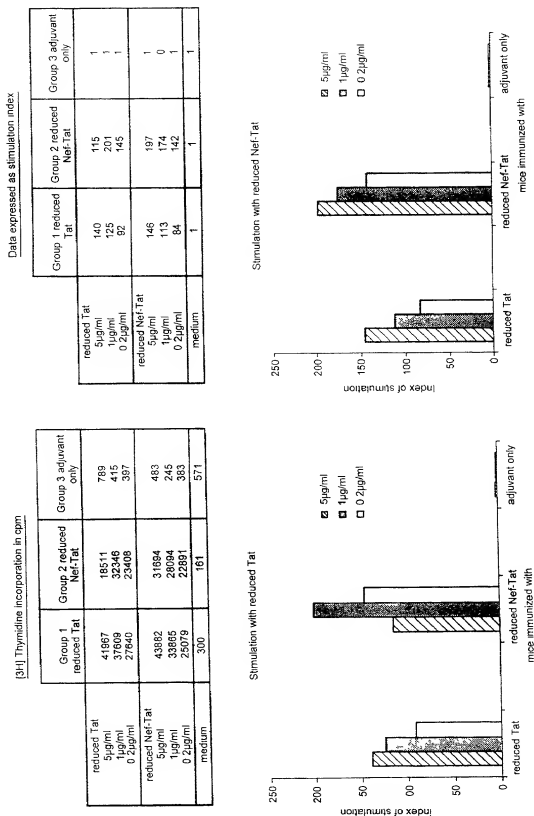 [3H] Thymidine incorporation in cpm
Group 1 reduced Tat
Group 2 reduced Nef-Tat
Group 3 adjuvant only
reduced Tat
5µg/ml 41967 18511 789
1µg/ml 37609 32346 415
0 2µg/ml 27640 23408 397
reduced Nef-Tat
5µg/ml 43882 31694 483
1µg/ml 33865 28094 245
0 2µg/ml 25079 22891 383
medium 300 161 571
Data expressed as stimulation index
Group 1 reduced Tat
Group 2 reduced Nef-Tat
Group 3 adjuvant only
reduced Tat
5µg/ml 140 115 1
1µg/ml 125 201 1
0 2µg/ml 92 145 1
reduced Nef-Tat
5µg/ml 146 197 1
1µg/ml 113 174 0
0 2µg/ml 84 142 1
medium 1 1 1
Stimulation with reduced Tat
index of stimulation
250
200
150
100
50
0
5µg/ml
1µg/ml
0 2µg/ml
reduced Tat reduced Nef-Tat adjuvant only
mice immunized with
Stimulation with reduced Nef-Tat
Index of stimulation
250
200
150
100
50
0
5µg/ml
1µg/ml
0 2µg/ml
reduced Tat reduced Nef-Tat adjuvant only
mice immunized with